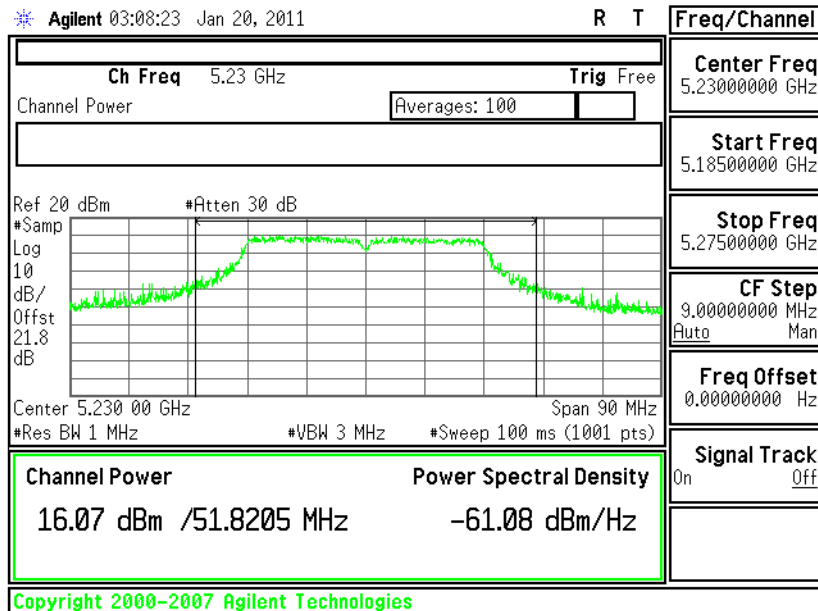 Agilent 03:08:23 Jan 20, 2011 R T
Ch Freq 5.23 GHz Trig Free
Channel Power Averages: 100
Ref 20 dBm #Atten 30 dB
#Samp
Log
10
dB/
Offst
21.8
dB
Center 5.230 00 GHz Span 90 MHz
#Res BW 1 MHz #VBW 3 MHz #Sweep 100 ms (1001 pts)
Channel Power Power Spectral Density
16.07 dBm /51.8205 MHz -61.08 dBm/Hz
Copyright 2000-2007 Agilent Technologies
Freq/Channel
Center Freq
5.23000000 GHz
Start Freq
5.18500000 GHz
Stop Freq
5.27500000 GHz
CF Step
9.00000000 MHz
Auto Man
Freq Offset
0.00000000 Hz
Signal Track
On Off